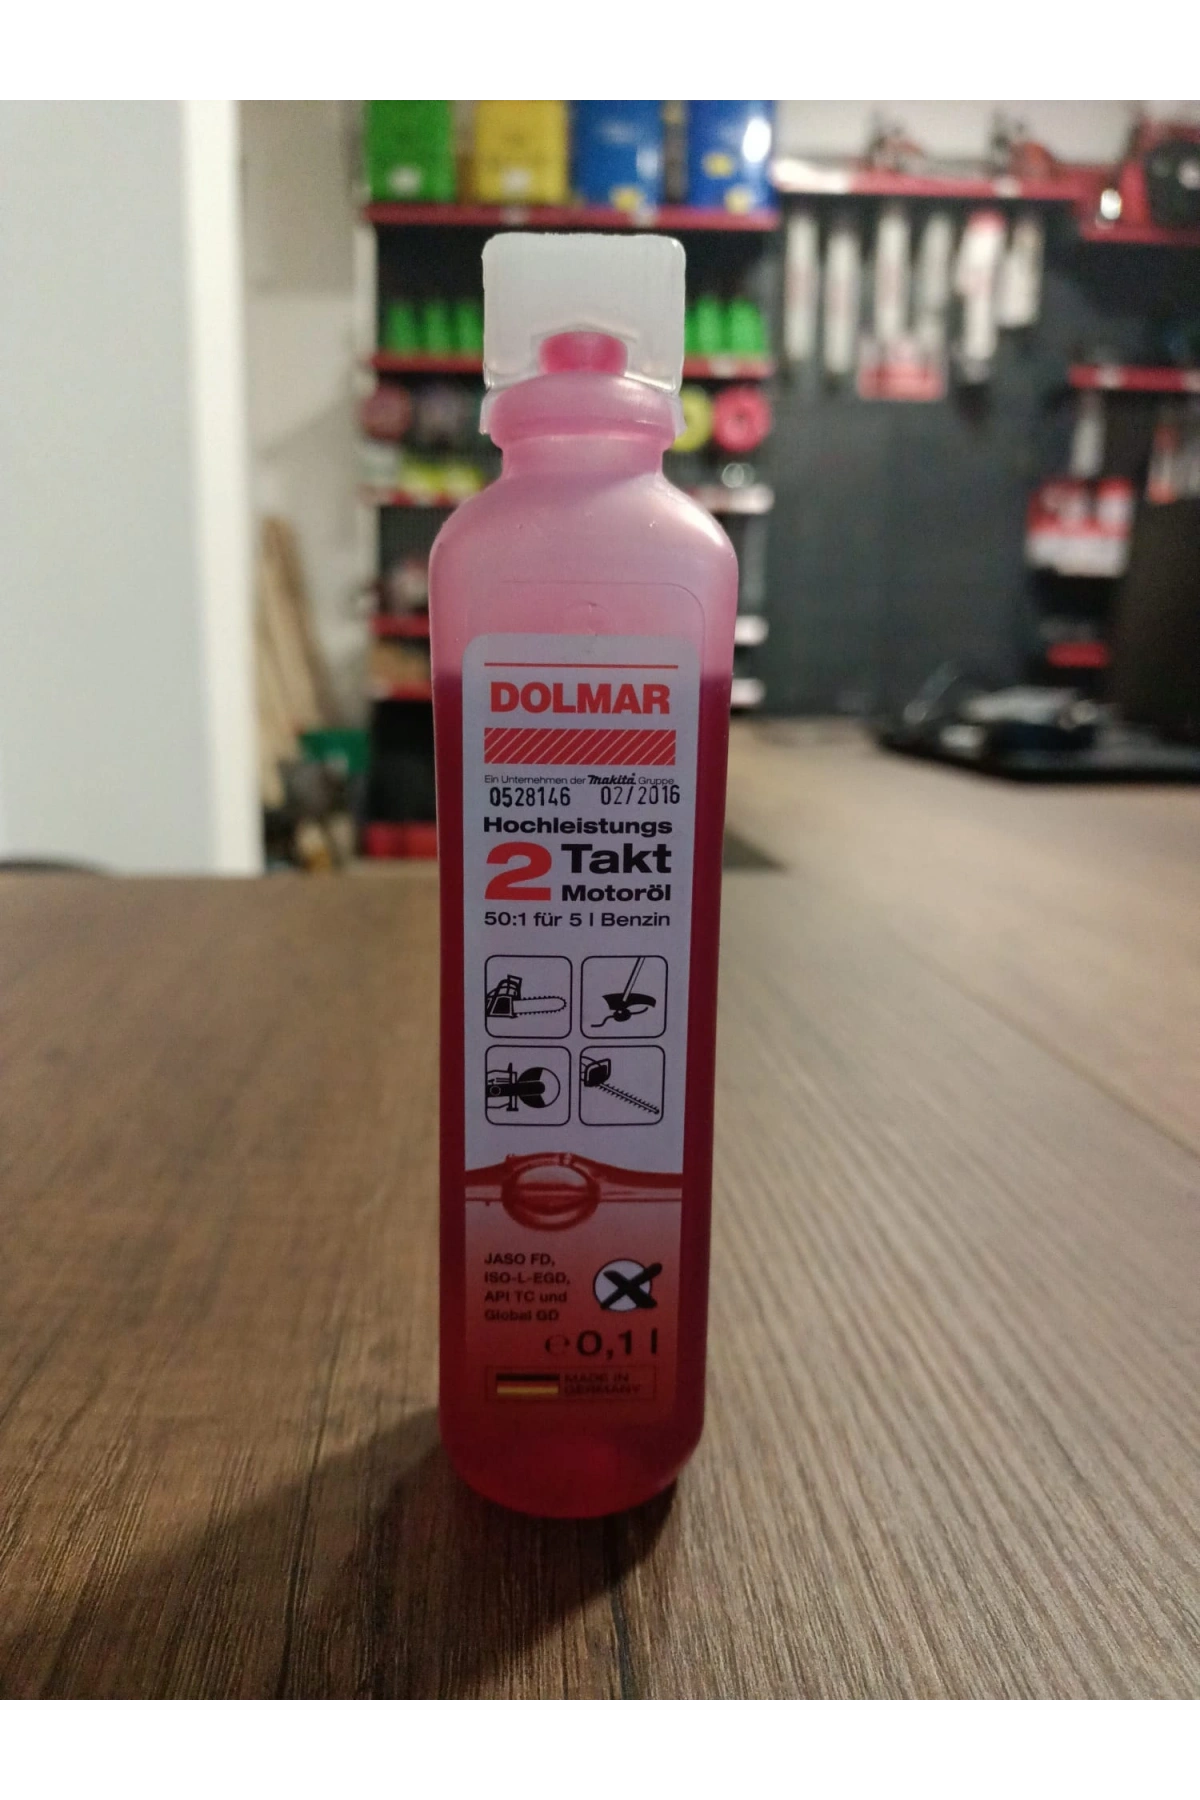 DOLMAR
Ein Unternehmen der makita Gruppe
0528146 02/2016
Hochleistungs
2 Takt
Motoröl
50:1 für 5 l Benzin
JASO FD,
ISO-L-EGD,
API TC und
Global GD
e 0,1 l
MADE IN
GERMANY